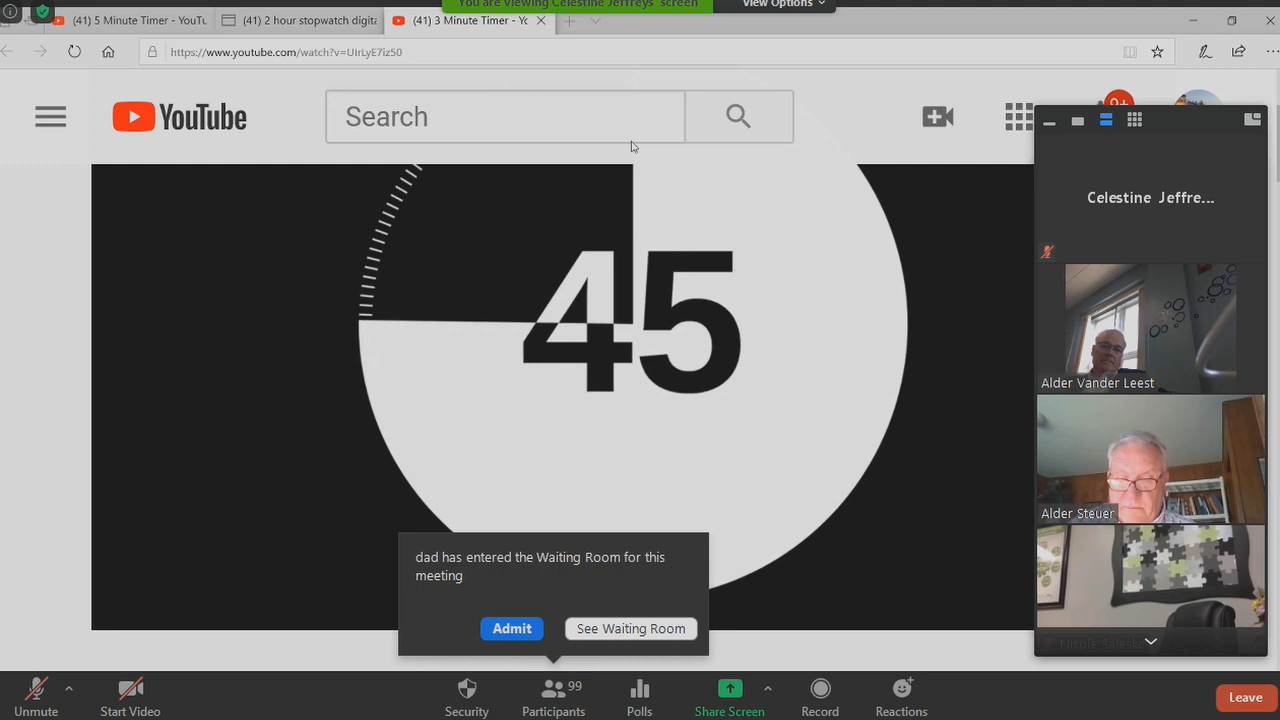 You are viewing Celestine Jeffreys' screen
View Options
(41) 5 Minute Timer - YouTu
(41) 2 hour stopwatch digita
(41) 3 Minute Timer - Yo
https://www.youtube.com/watch?v=UIrLyE7iz50
YouTube
Search
9+
45
Celestine Jeffre...
Alder Vander Leest
Alder Steuer
dad has entered the Waiting Room for this
meeting
Admit
See Waiting Room
Unmute
Start Video
Security
Participants
99
Polls
Share Screen
Record
Reactions
Leave